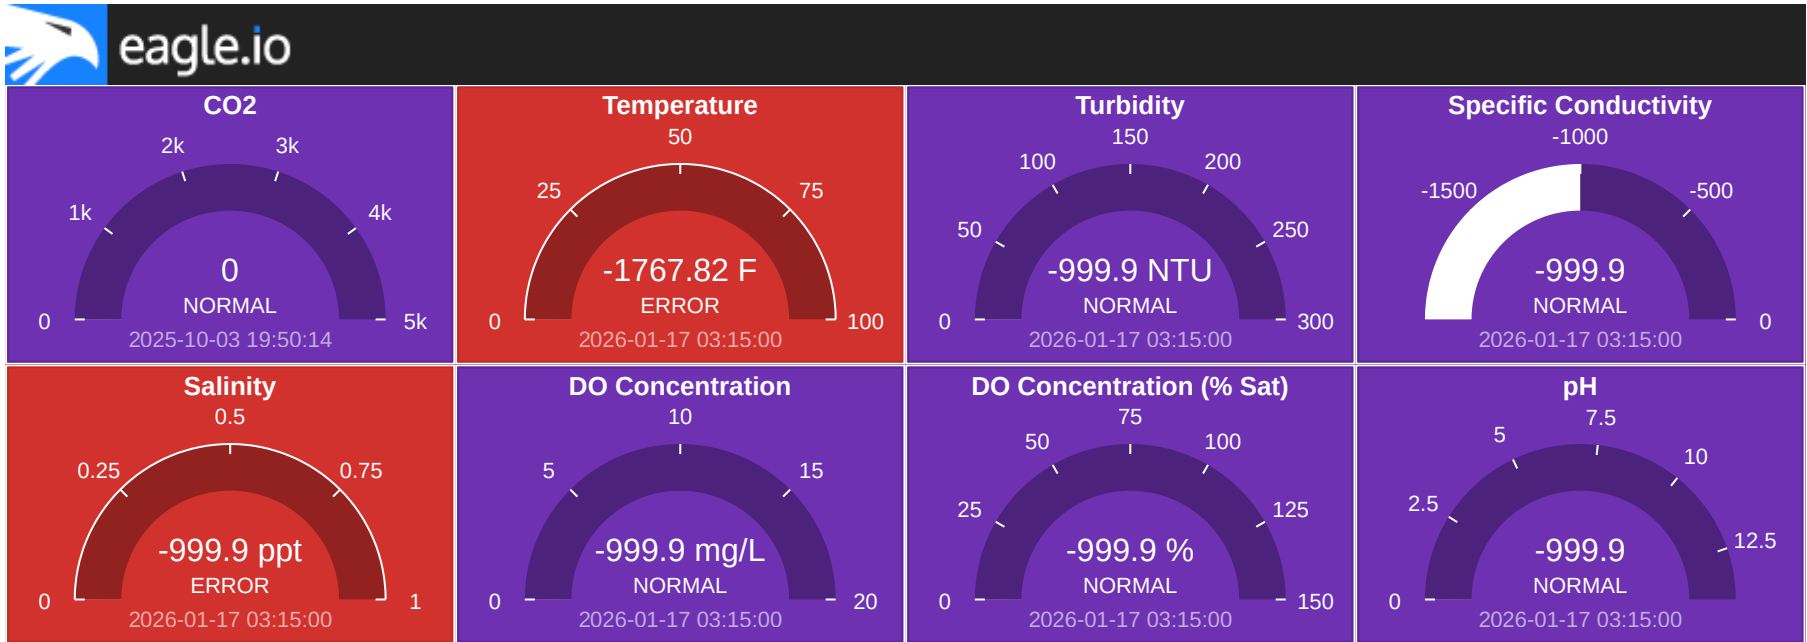 eagle.io
CO2
2k
3k
1k
4k
0
NORMAL
0
5k
2025-10-03 19:50:14
Temperature
50
25
75
-1767.82 F
ERROR
0
100
2026-01-17 03:15:00
Turbidity
150
100
200
50
250
-999.9 NTU
NORMAL
0
300
2026-01-17 03:15:00
Specific Conductivity
-1000
-1500
-500
-999.9
NORMAL
0
2026-01-17 03:15:00
Salinity
0.5
0.25
0.75
-999.9 ppt
ERROR
0
1
2026-01-17 03:15:00
DO Concentration
10
5
15
-999.9 mg/L
NORMAL
0
20
2026-01-17 03:15:00
DO Concentration (% Sat)
75
50
100
25
125
-999.9 %
NORMAL
0
150
2026-01-17 03:15:00
pH
7.5
5
10
2.5
12.5
-999.9
NORMAL
0
2026-01-17 03:15:00